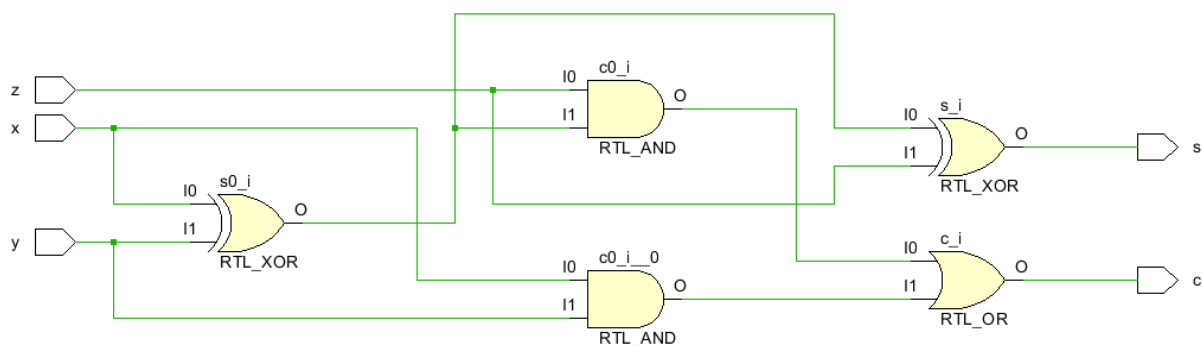 z
x
y
I0
I1
s0_i
O
RTL_XOR
I0
I1
c0_i
O
RTL_AND
I0
I1
c0_i__0
O
RTL_AND
I0
I1
s_i
O
RTL_XOR
I0
I1
c_i
O
RTL_OR
s
c